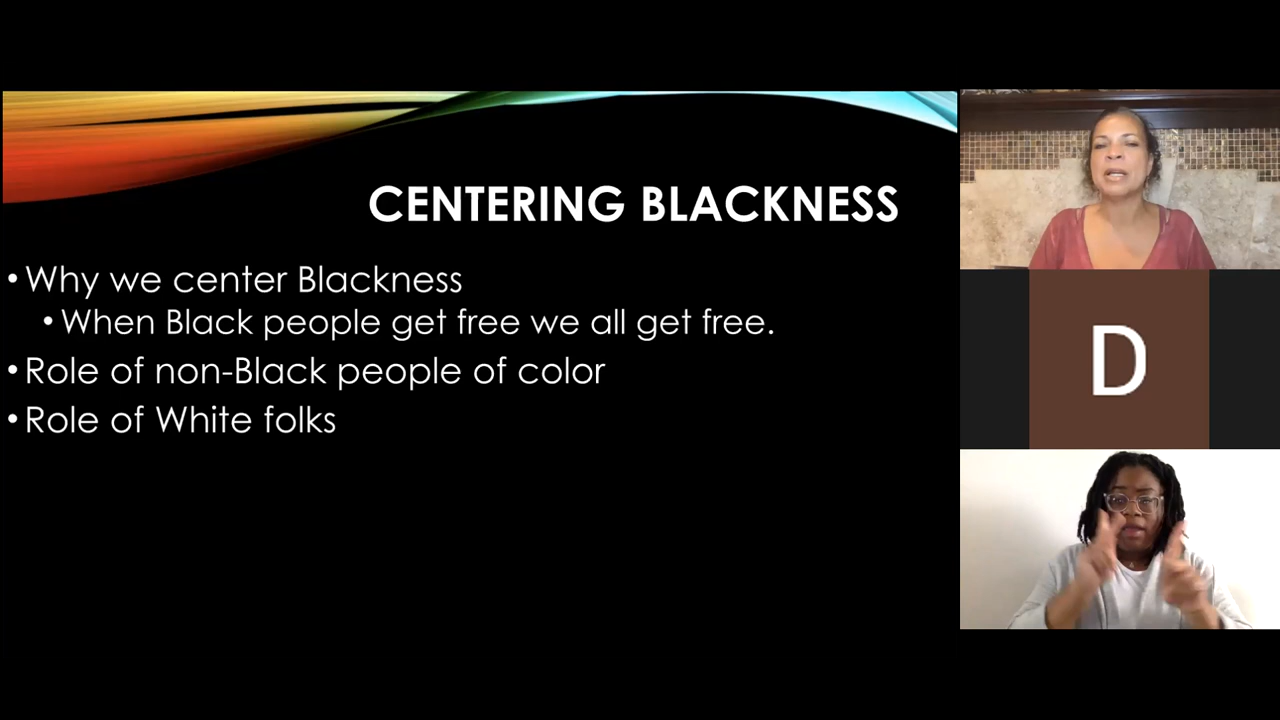 CENTERING BLACKNESS
• Why we center Blackness
• When Black people get free we all get free.
• Role of non-Black people of color
• Role of White folks
D